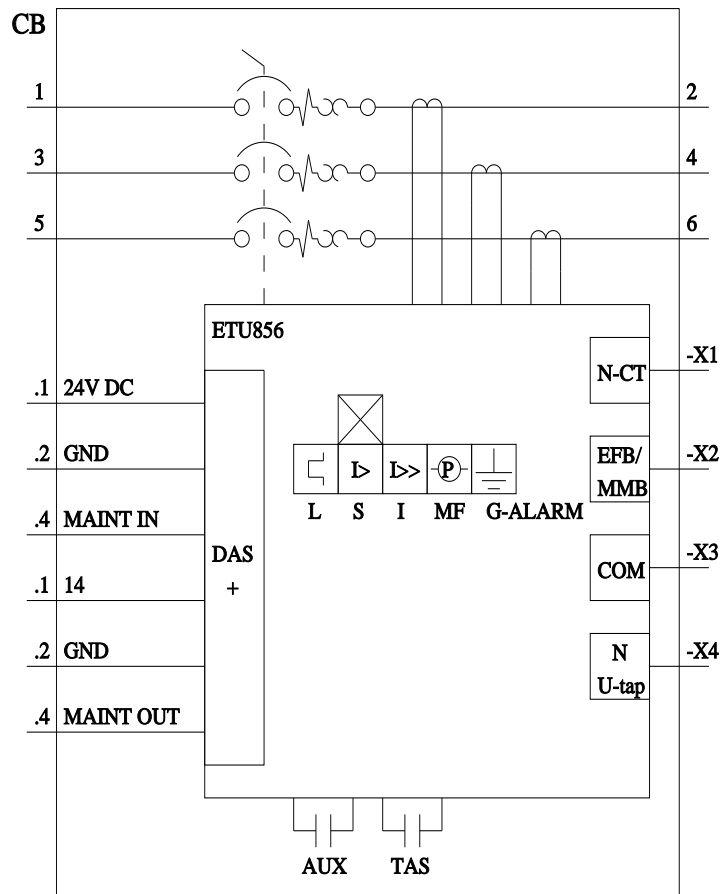 CB
1 2
3 4
5 6
ETU856
N-CT -X1
.1 24V DC
.2 GND
EFB/
MMB
-X2
I> I>> P
L S I MF G-ALARM
.4 MAINT IN
DAS
+
COM -X3
.1 14
.2 GND
N
U-tap
-X4
.4 MAINT OUT
AUX TAS